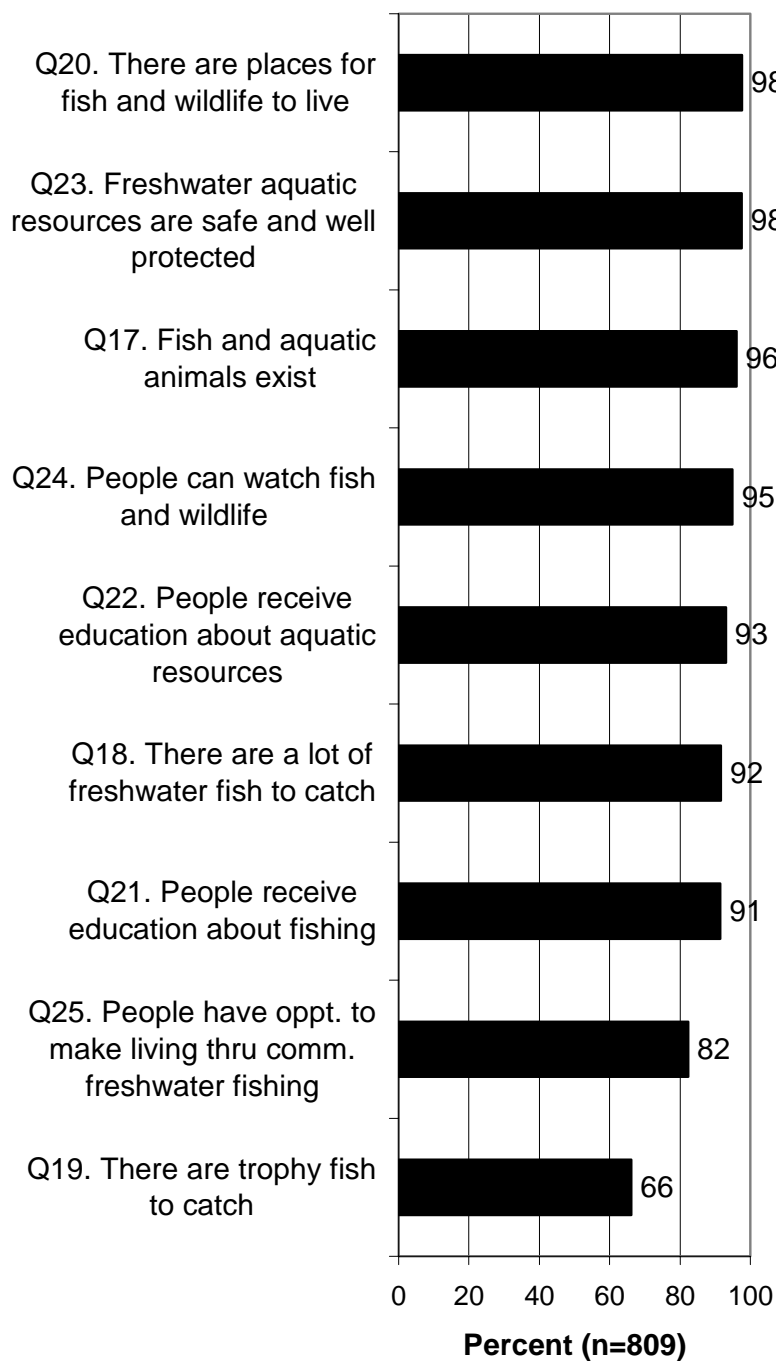 Q20. There are places for
fish and wildlife to live
98
Q23. Freshwater aquatic
resources are safe and well
protected
98
Q17. Fish and aquatic
animals exist
96
Q24. People can watch fish
and wildlife
95
Q22. People receive
education about aquatic
resources
93
Q18. There are a lot of
freshwater fish to catch
92
Q21. People receive
education about fishing
91
Q25. People have oppt. to
make living thru comm.
freshwater fishing
82
Q19. There are trophy fish
to catch
66
0 20 40 60 80 100
Percent (n=809)